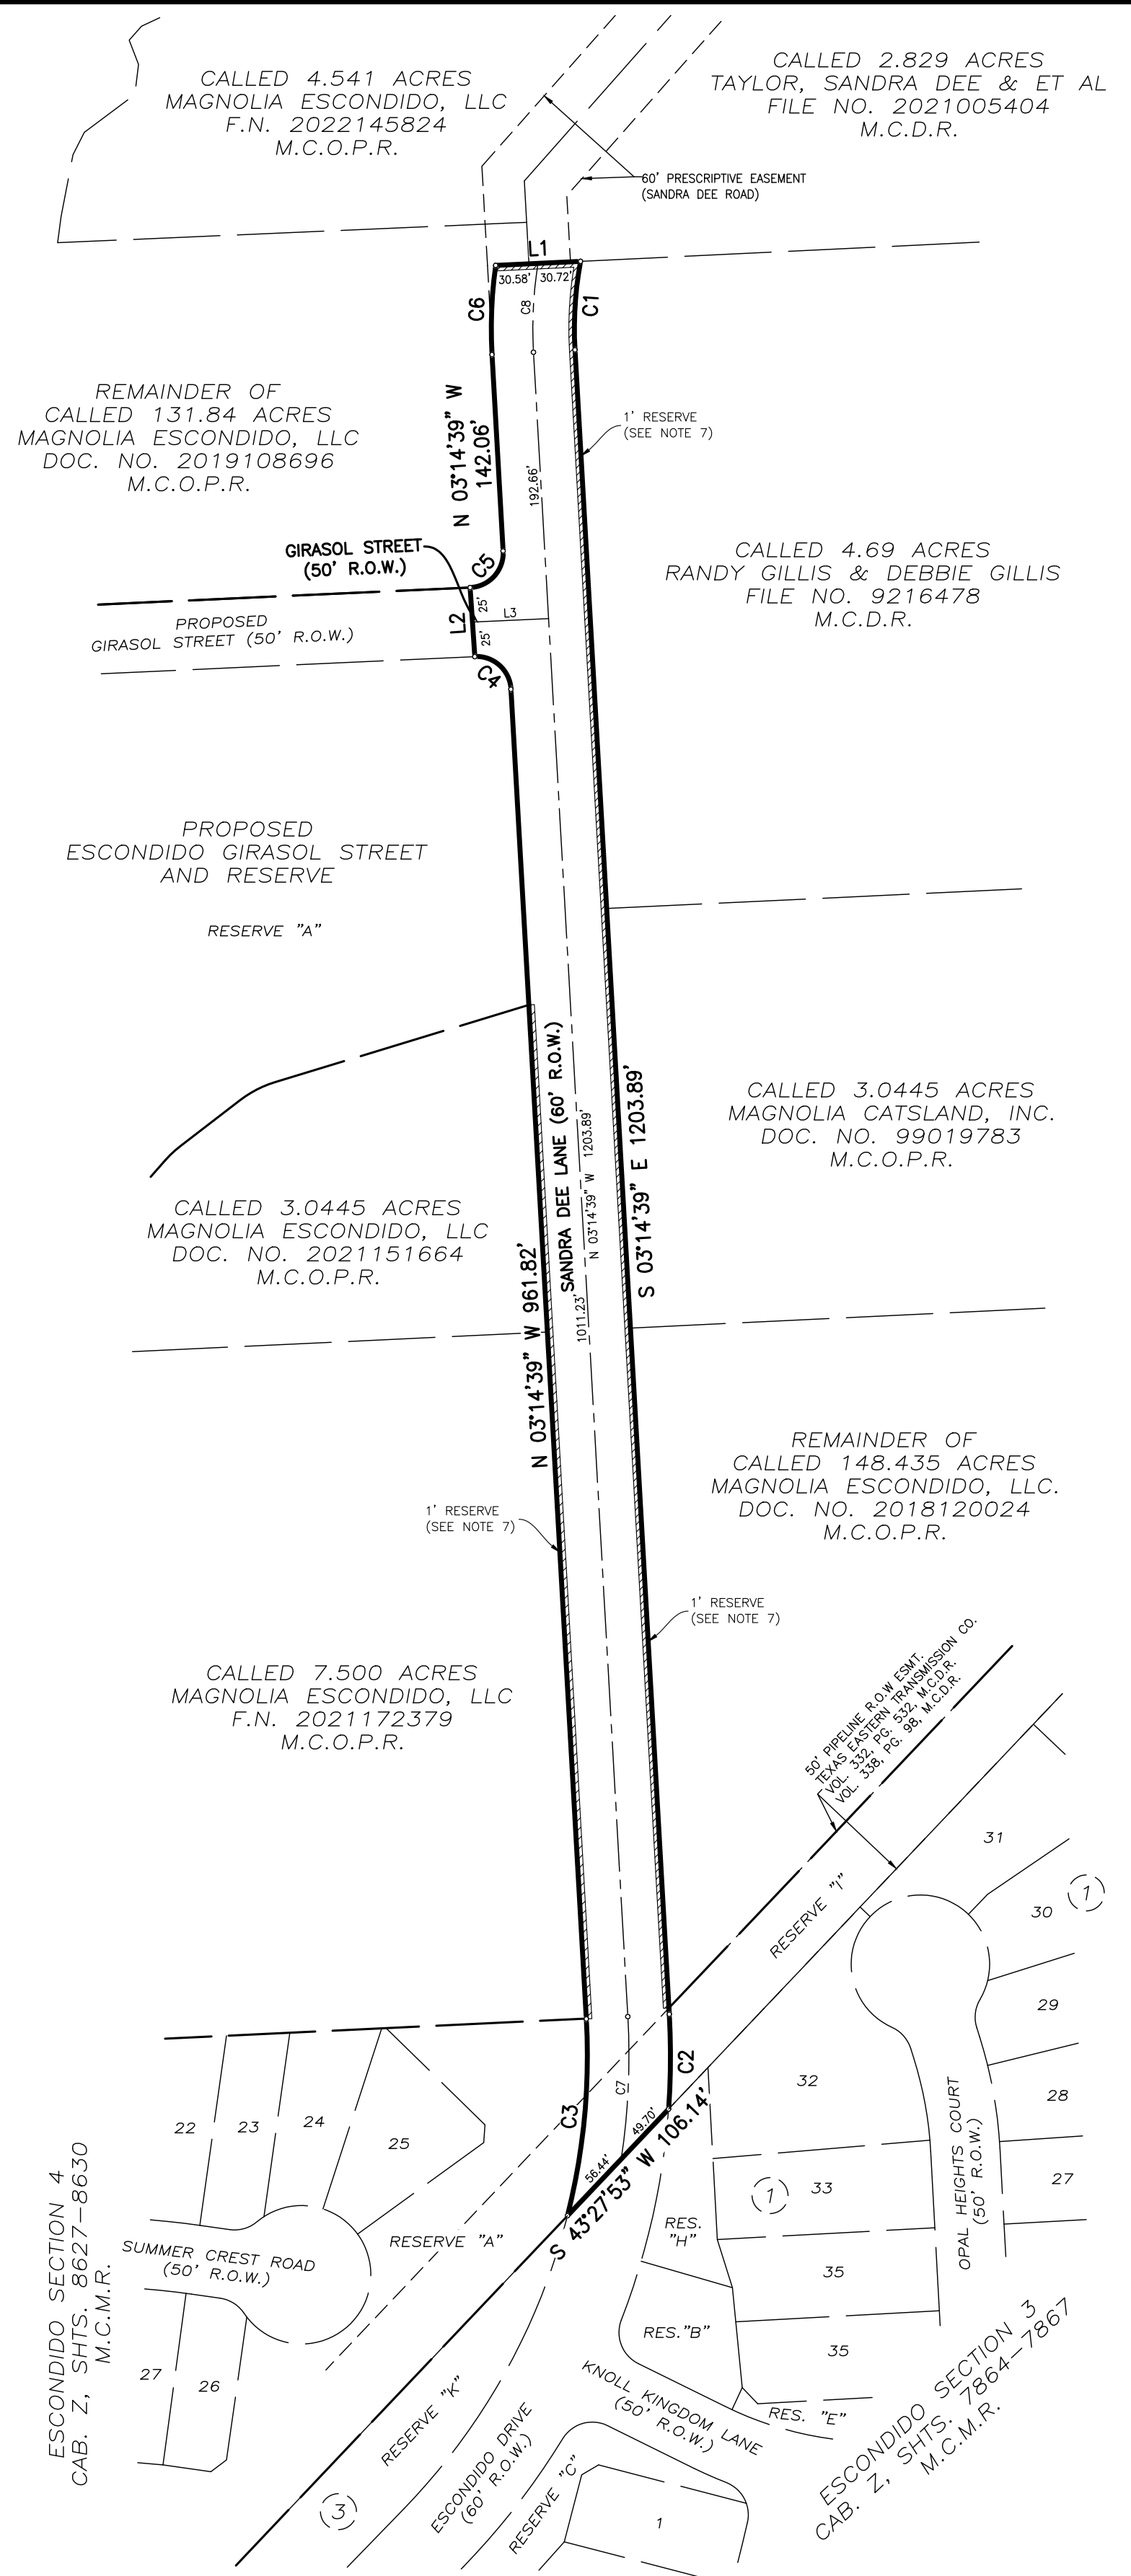 CALLED 4.541 ACRES
MAGNOLIA ESCONDIDO, LLC
F.N. 2022145824
M.C.O.P.R.
CALLED 2.829 ACRES
TAYLOR, SANDRA DEE & ET AL
FILE NO. 2021005404
M.C.D.R.
60' PRESCRIPTIVE EASEMENT
(SANDRA DEE ROAD)
L1
30.58'
30.72'
C6
C8
C1
REMAINDER OF
CALLED 131.84 ACRES
MAGNOLIA ESCONDIDO, LLC
DOC. NO. 2019108696
M.C.O.P.R.
N 03°14'39" W
142.06'
192.66'
1' RESERVE
(SEE NOTE 7)
GIRASOL STREET
(50' R.O.W.)
C5
CALLED 4.69 ACRES
RANDY GILLIS & DEBBIE GILLIS
FILE NO. 9216478
M.C.D.R.
PROPOSED
GIRASOL STREET (50' R.O.W.)
L2
25'
25'
L3
C4
PROPOSED
ESCONDIDO GIRASOL STREET
AND RESERVE
RESERVE "A"
SANDRA DEE LANE (60' R.O.W.)
N 03°14'39" W 1203.89'
S 03°14'39" E 1203.89'
CALLED 3.0445 ACRES
MAGNOLIA CATSLAND, INC.
DOC. NO. 99019783
M.C.O.P.R.
CALLED 3.0445 ACRES
MAGNOLIA ESCONDIDO, LLC
DOC. NO. 2021151664
M.C.O.P.R.
N 03°14'39" W 961.82'
1011.23'
REMAINDER OF
CALLED 148.435 ACRES
MAGNOLIA ESCONDIDO, LLC.
DOC. NO. 2018120024
M.C.O.P.R.
1' RESERVE
(SEE NOTE 7)
1' RESERVE
(SEE NOTE 7)
CALLED 7.500 ACRES
MAGNOLIA ESCONDIDO, LLC
F.N. 2021172379
M.C.O.P.R.
50' PIPELINE R.O.W ESMT.
TEXAS EASTERN TRANSMISSION CO.
VOL. 332, PG. 532, M.C.D.R.
VOL. 338, PG. 98, M.C.D.R.
RESERVE "I"
31
30
1
29
28
27
32
33
1
35
35
OPAL HEIGHTS COURT
(50' R.O.W.)
C2
C7
C3
49.70'
56.44'
S 43°27'53" W 106.14'
22
23
24
25
RESERVE "A"
SUMMER CREST ROAD
(50' R.O.W.)
27
26
ESCONDIDO SECTION 4
CAB. Z, SHTS. 8627-8630
M.C.M.R.
RES.
"H"
RES."B"
RES. "E"
KNOLL KINGDOM LANE
(50' R.O.W.)
RESERVE "K"
3
ESCONDIDO DRIVE
(60' R.O.W.)
RESERVE "C"
1
ESCONDIDO SECTION 3
CAB. Z, SHTS. 7864-7867
M.C.M.R.